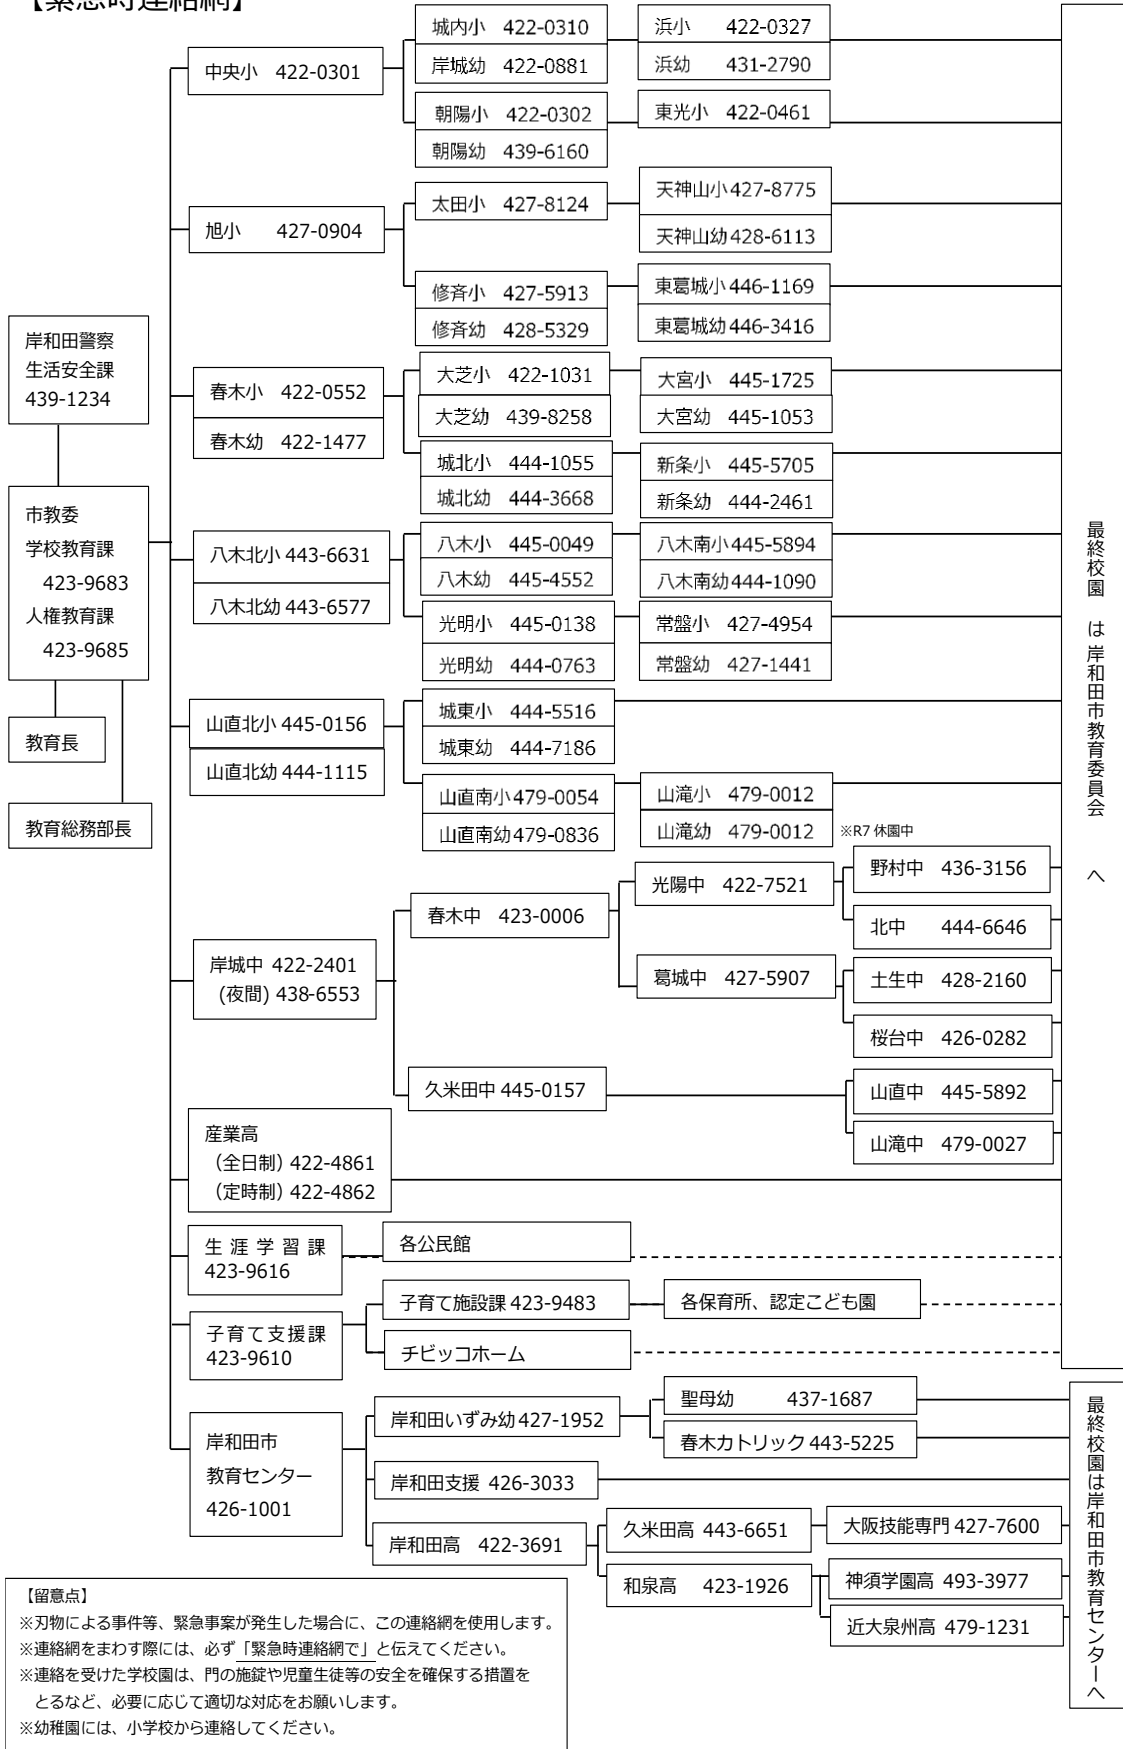 【緊急時連絡網】
岸和田警察
生活安全課
439-1234
市教委
学校教育課
423-9683
人権教育課
423-9685
教育長
教育総務部長
中央小 422-0301
城内小 422-0310
岸城幼 422-0881
浜小 422-0327
浜幼 431-2790
朝陽小 422-0302
朝陽幼 439-6160
東光小 422-0461
旭小 427-0904
太田小 427-8124
天神山小427-8775
天神山幼428-6113
修斉小 427-5913
修斉幼 428-5329
東葛城小446-1169
東葛城幼446-3416
春木小 422-0552
春木幼 422-1477
大芝小 422-1031
大芝幼 439-8258
大宮小 445-1725
大宮幼 445-1053
城北小 444-1055
城北幼 444-3668
新条小 445-5705
新条幼 444-2461
八木北小 443-6631
八木北幼 443-6577
八木小 445-0049
八木幼 445-4552
八木南小445-5894
八木南幼444-1090
光明小 445-0138
光明幼 444-0763
常盤小 427-4954
常盤幼 427-1441
山直北小 445-0156
山直北幼 444-1115
城東小 444-5516
城東幼 444-7186
山直南小479-0054
山直南幼479-0836
山滝小 479-0012
山滝幼 479-0012
※R7 休園中
岸城中 422-2401
(夜間) 438-6553
春木中 423-0006
光陽中 422-7521
野村中 436-3156
北中 444-6646
葛城中 427-5907
土生中 428-2160
桜台中 426-0282
久米田中 445-0157
山直中 445-5892
山滝中 479-0027
産業高
（全日制）422-4861
（定時制）422-4862
生涯学習課
423-9616
各公民館
子育て支援課
423-9610
子育て施設課 423-9483
各保育所、認定こども園
チビッコホーム
最終校園 は岸和田市教育委員会 へ
岸和田市
教育センター
426-1001
岸和田いずみ幼 427-1952
聖母幼 437-1687
春木カトリック 443-5225
岸和田支援 426-3033
岸和田高 422-3691
久米田高 443-6651
大阪技能専門 427-7600
和泉高 423-1926
神須学園高 493-3977
近大泉州高 479-1231
最終校園は岸和田市教育センターへ
【留意点】
※刃物による事件等、緊急事案が発生した場合に、この連絡網を使用します。
※連絡網をまわす際には、必ず「緊急時連絡網で」と伝えてください。
※連絡を受けた学校園は、門の施錠や児童生徒等の安全を確保する措置を
とるなど、必要に応じて適切な対応をお願いします。
※幼稚園には、小学校から連絡してください。